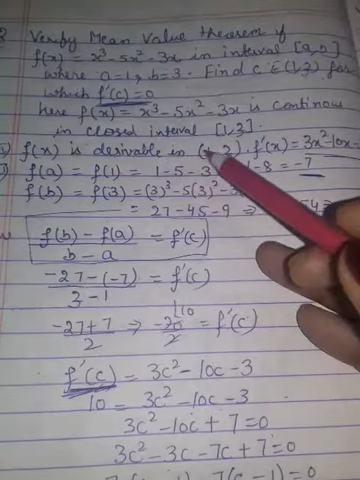 Verify Mean Value theorem if
f(x) = x³ - 5x² - 3x in interval [a,b]
where a=1, b=3. Find c ∈ (1,3) for
which f'(c)=0
here f(x) = x³ - 5x² - 3x is continous
in closed interval [1,3].
f(x) is derivable in (1, 3). f'(x) = 3x² - 10x -
f(a) = f(1) = 1 - 5 - 3 1 - 8 = -7
f(b) = f(3) = (3)³ - 5(3)² -
= 27 - 45 - 9 ⇒
f(b) - f(a) / b - a = f'(c)
-27 - (-7) / 3 - 1 = f'(c)
-27 + 7 / 2 ⇒ -20 / 2 10 = f'(c)
f'(c) = 3c² - 10c - 3
10 = 3c² - 10c - 3
3c² - 10c + 7 = 0
3c² - 3c - 7c + 7 = 0
(c - 1) = 0